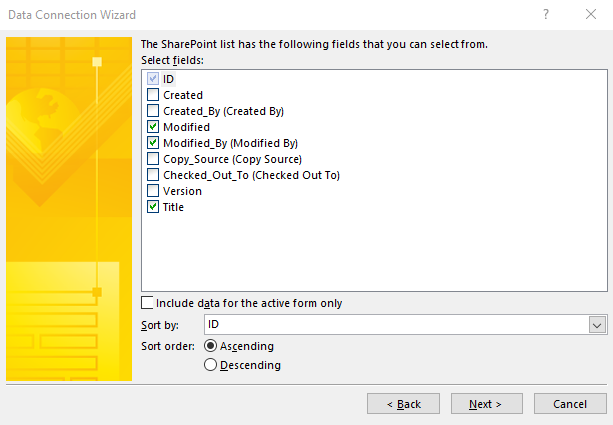 Data Connection Wizard ?
The SharePoint list has the following fields that you can select from.
Select fields:
ID
Created
Created_By (Created By)
Modified
Modified_By (Modified By)
Copy_Source (Copy Source)
Checked_Out_To (Checked Out To)
Version
Title
Include data for the active form only
Sort by: ID
Sort order: Ascending
Descending
< Back Next > Cancel